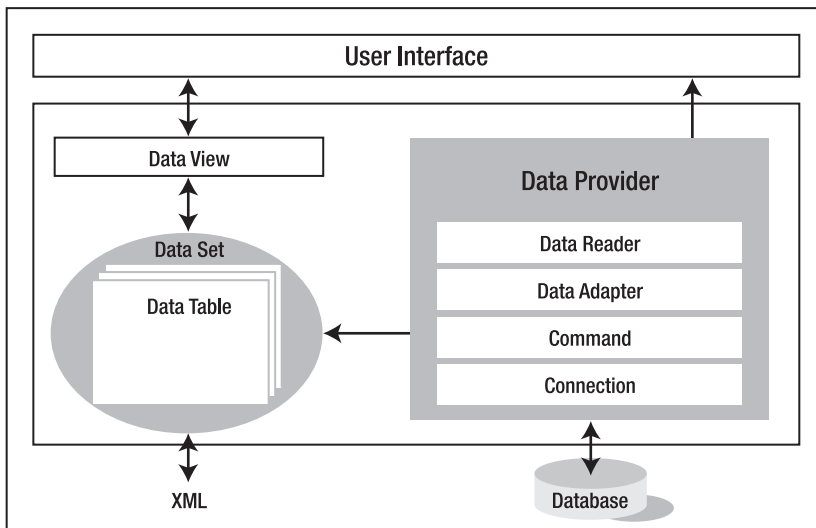 User Interface
Data View
Data Set
Data Table
Data Provider
Data Reader
Data Adapter
Command
Connection
XML
Database